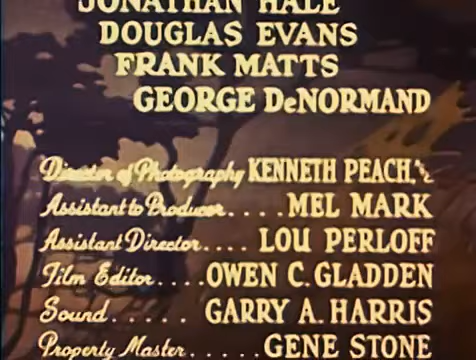 JONATHAN HALE
DOUGLAS EVANS
FRANK MATTS
GEORGE DeNORMAND
Director of Photography KENNETH PEACH,
Assistant to Producer.... MEL MARK
Assistant Director.... LOU PERLOFF
Film Editor....OWEN C. GLADDEN
Sound..... GARRY A. HARRIS
Property Master..... GENE STONE